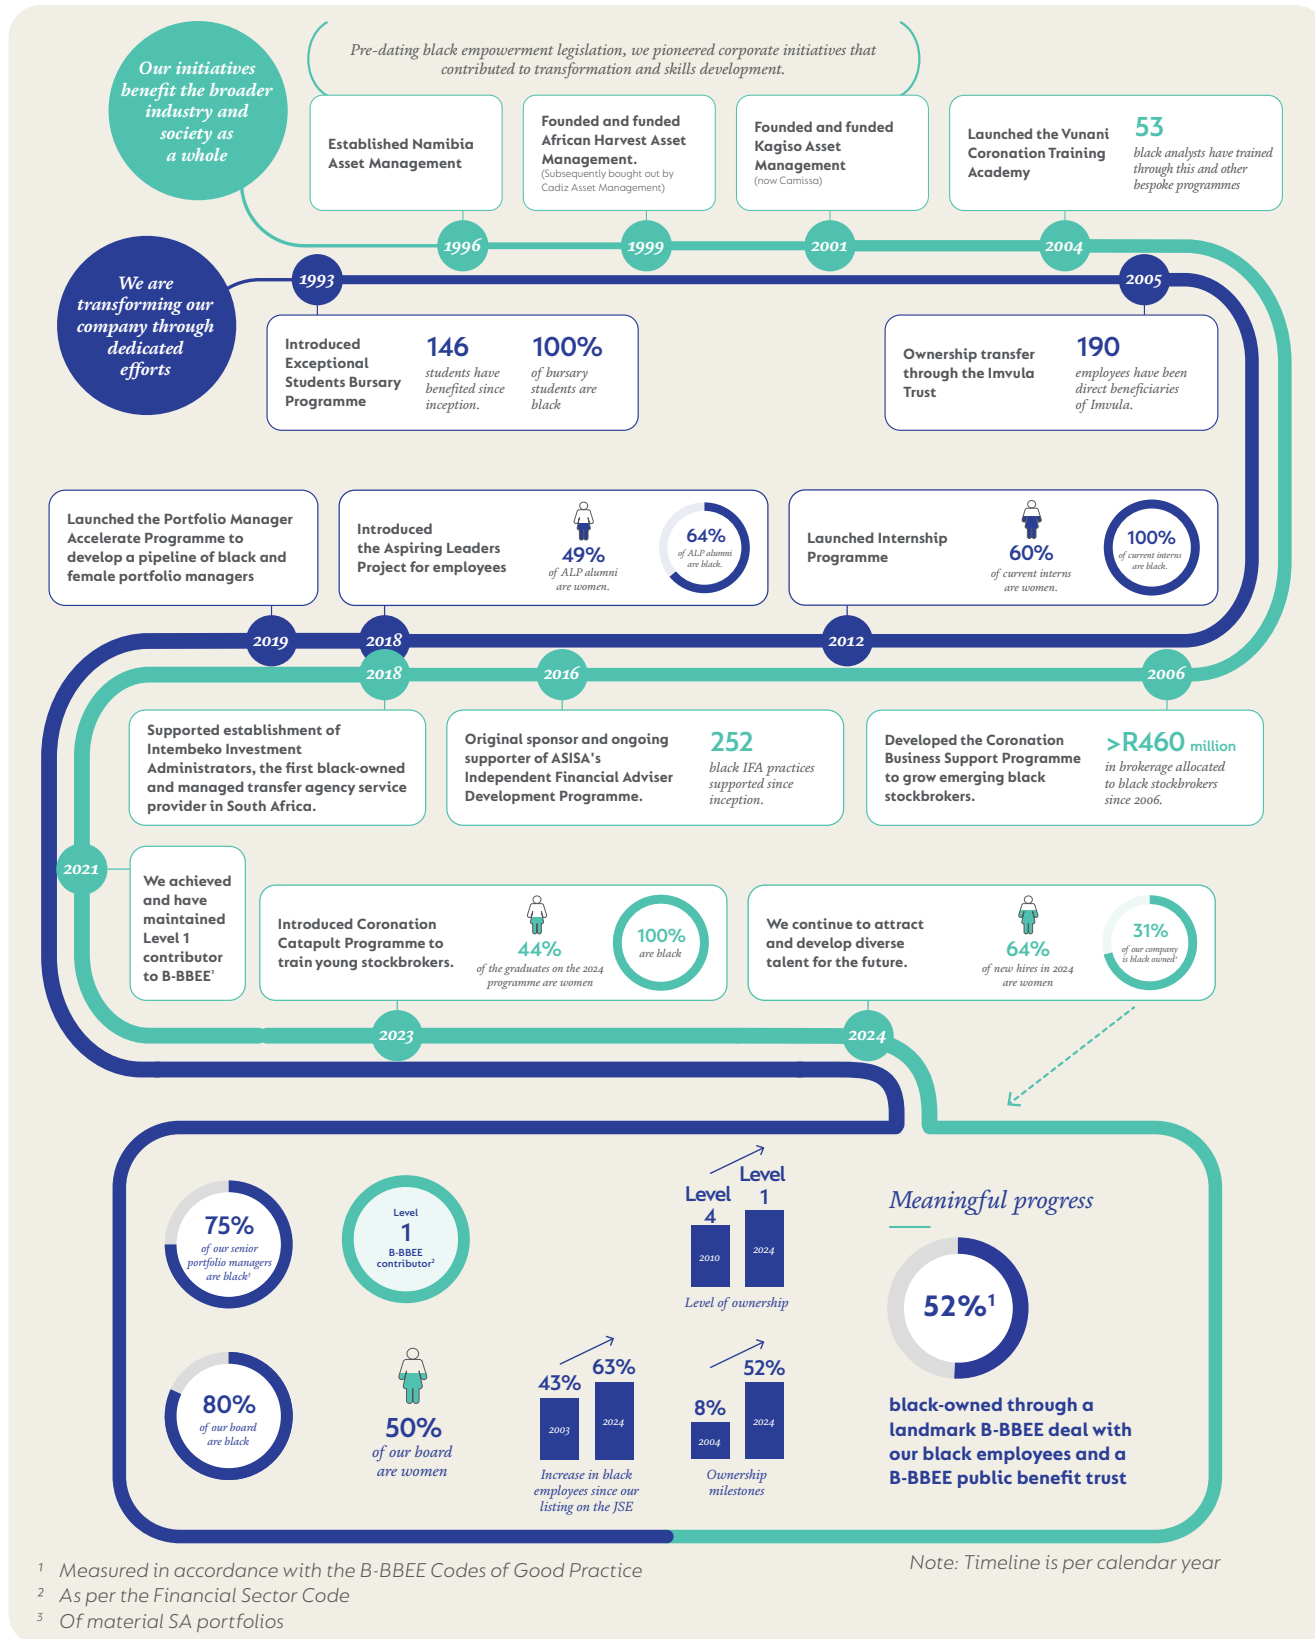 Our initiatives
benefit the broader
industry and
society as
a whole
Pre-dating black empowerment legislation, we pioneered corporate initiatives that
contributed to transformation and skills development.
Established Namibia
Asset Management
Founded and funded
African Harvest Asset
Management.
(Subsequently bought out by
Cadiz Asset Management)
Founded and funded
Kagiso Asset
Management
(now Camissa)
Launched the Vunani
Coronation Training
Academy
53
black analysts have trained
through this and other
bespoke programmes
1996
1999
2001
2004
We are
transforming our
company through
dedicated
efforts
1993
2005
Introduced
Exceptional
Students Bursary
Programme
146
students have
benefited since
inception.
100%
of bursary
students are
black
Ownership transfer
through the Imvula
Trust
190
employees have been
direct beneficiaries
of Imvula.
Launched the Portfolio Manager
Accelerate Programme to
develop a pipeline of black and
female portfolio managers
Introduced
the Aspiring Leaders
Project for employees
49%
of ALP alumni
are women.
64%
of ALP alumni
are black.
Launched Internship
Programme
60%
of current interns
are women.
100%
of current interns
are black.
2019
2018
2012
2018
2016
2006
Supported establishment of
Intembeko Investment
Administrators, the first black-owned
and managed transfer agency service
provider in South Africa.
Original sponsor and ongoing
supporter of ASISA's
Independent Financial Adviser
Development Programme.
252
black IFA practices
supported since
inception.
Developed the Coronation
Business Support Programme
to grow emerging black
stockbrokers.
>R460 million
in brokerage allocated
to black stockbrokers
since 2006.
2021
We achieved
and have
maintained
Level 1
contributor
to B-BBEE²
Introduced Coronation
Catapult Programme to
train young stockbrokers.
44%
of the graduates on the 2024
programme are women
100%
are black
We continue to attract
and develop diverse
talent for the future.
64%
of new hires in 2024
are women
31%
of our company
is black owned¹
2023
2024
75%
of our senior
portfolio managers
are black³
Level
1
B-BBEE
contributor²
Level
4
Level
1
2010
2024
Level of ownership
80%
of our board
are black
50%
of our board
are women
43%
63%
2003
2024
Increase in black
employees since our
listing on the JSE
8%
52%
2004
2024
Ownership
milestones
Meaningful progress
52%¹
black-owned through a
landmark B-BBEE deal with
our black employees and a
B-BBEE public benefit trust
¹ Measured in accordance with the B-BBEE Codes of Good Practice
² As per the Financial Sector Code
³ Of material SA portfolios
Note: Timeline is per calendar year